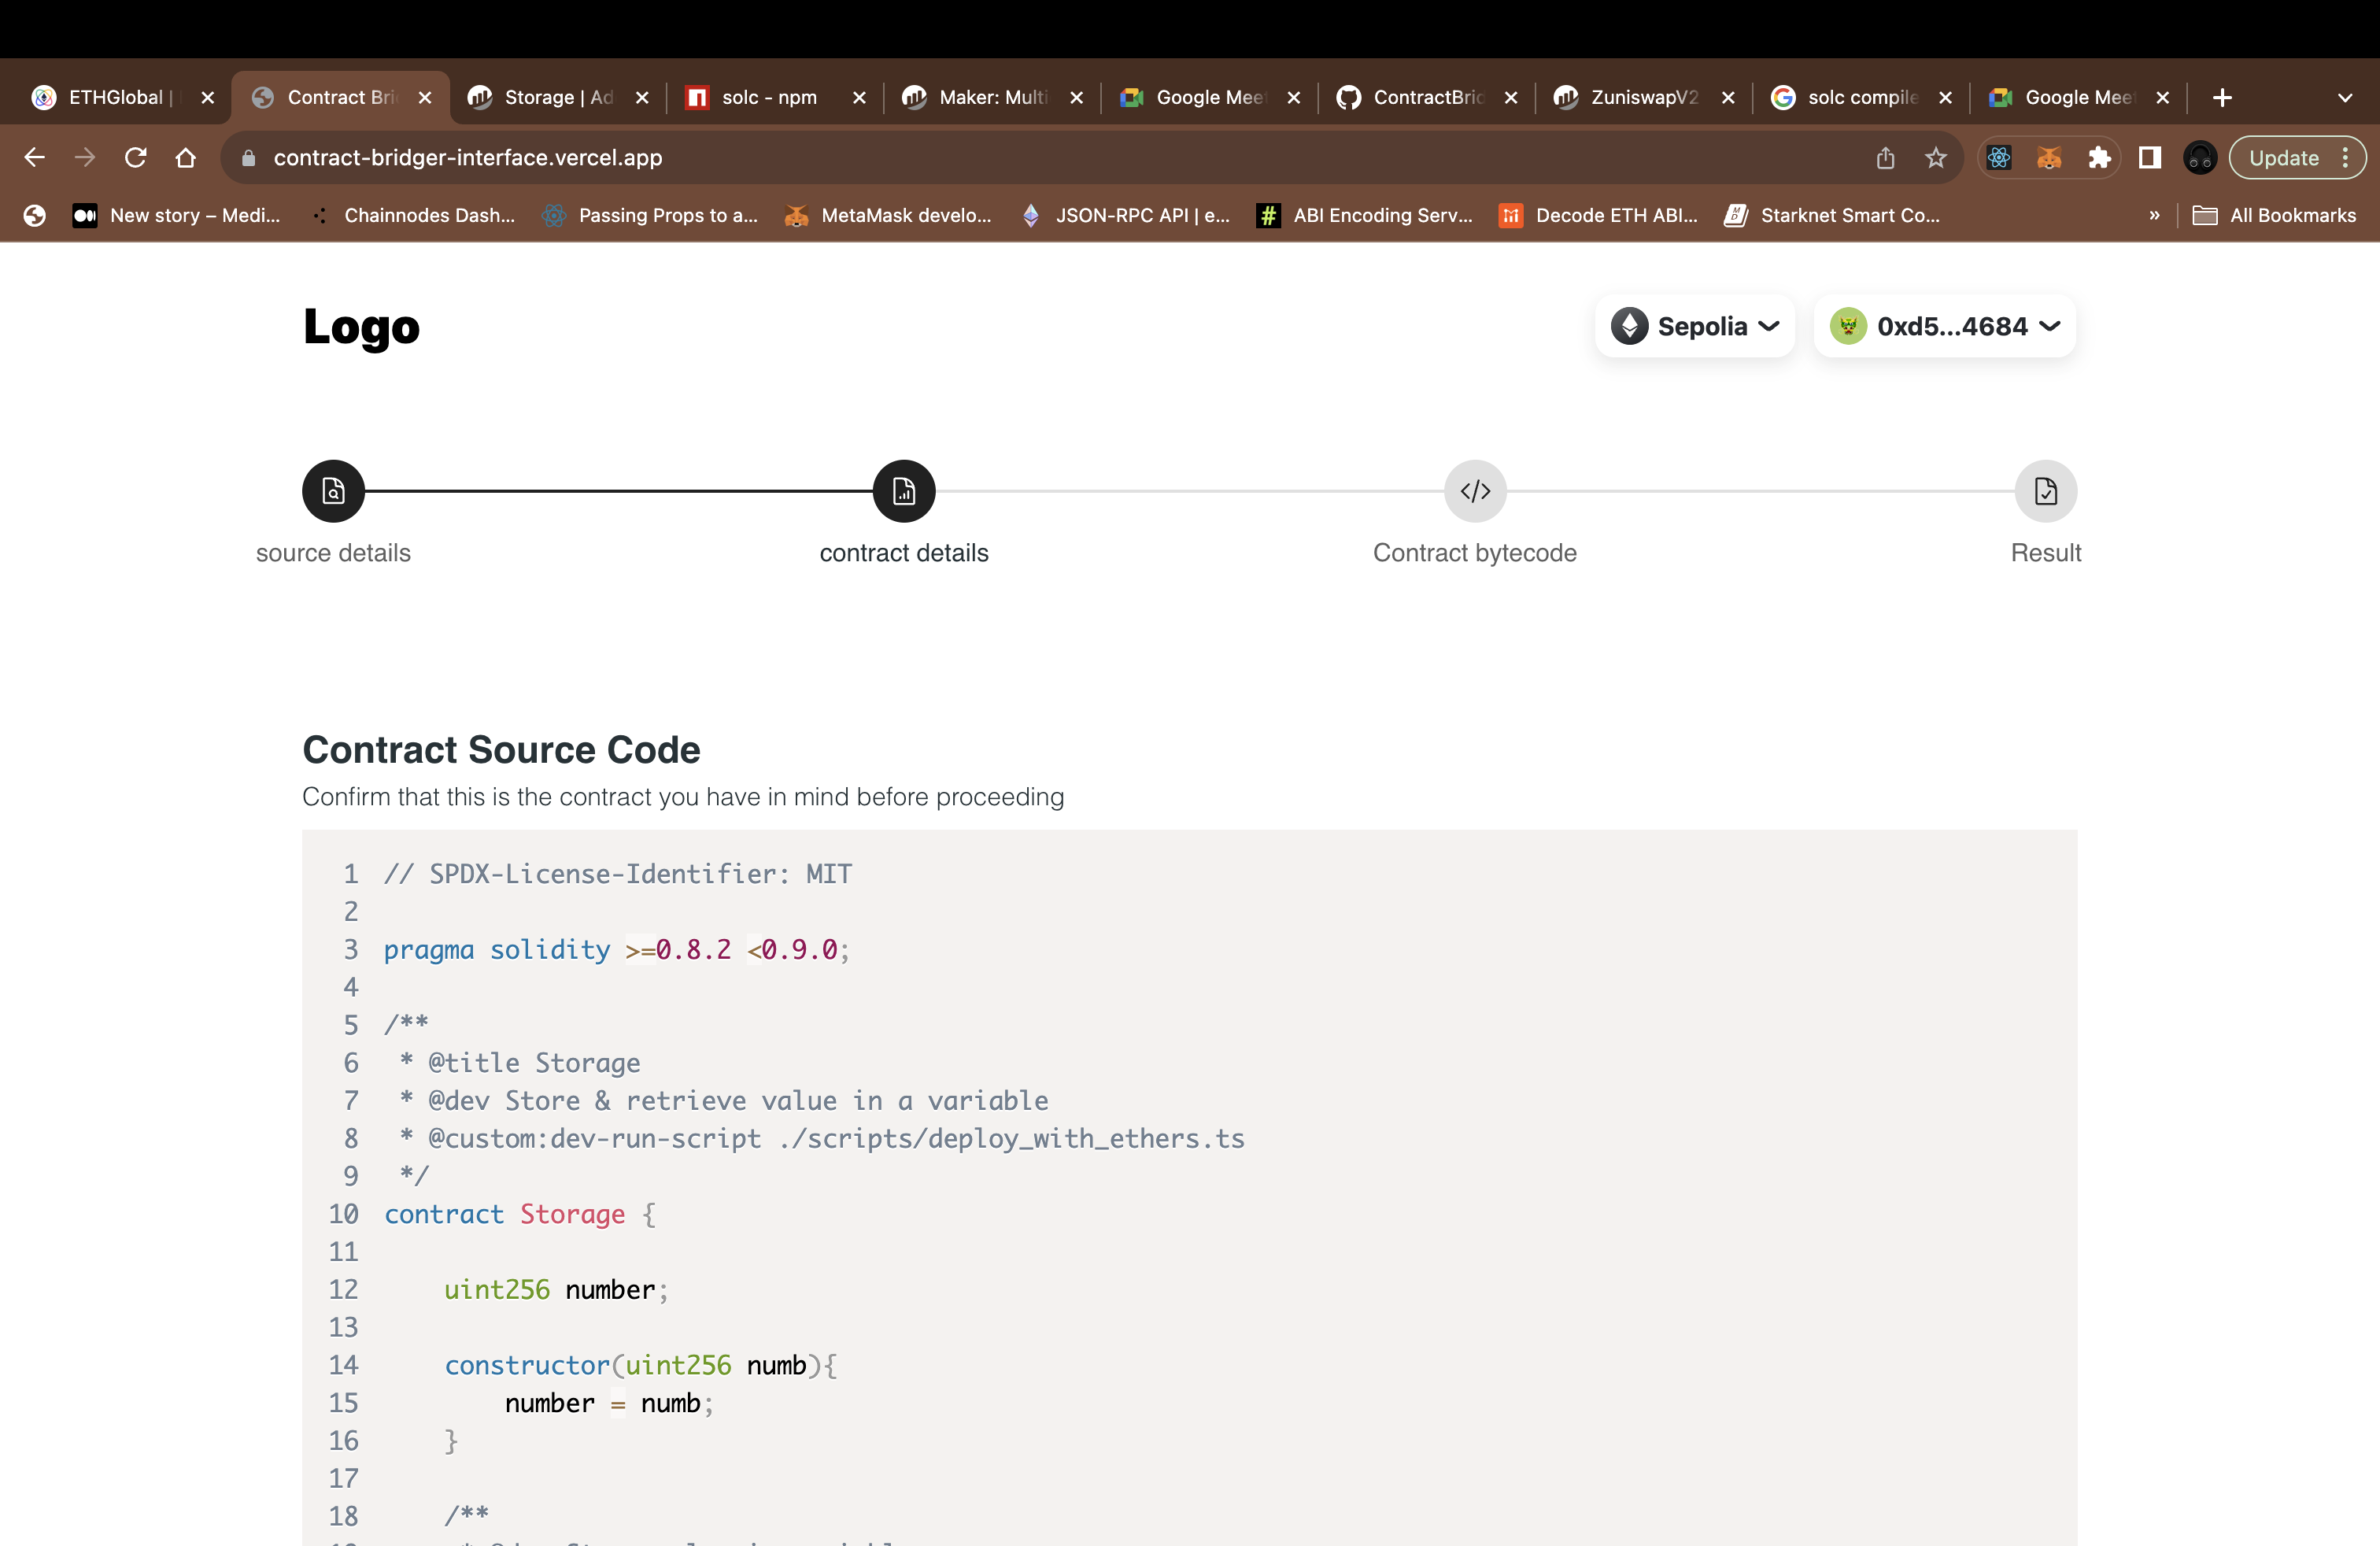 ETHGlobal |
Contract Bri
Storage | Ad
solc - npm
Maker: Multi
Google Mee
ContractBric
ZuniswapV2
solc compile
Google Mee
contract-bridger-interface.vercel.app
Update
New story – Medi...
Chainnodes Dash...
Passing Props to a...
MetaMask develo...
JSON-RPC API | e...
ABI Encoding Serv...
Decode ETH ABI...
Starknet Smart Co...
»
All Bookmarks
Logo
Sepolia
0xd5...4684
source details
contract details
Contract bytecode
Result
Contract Source Code
Confirm that this is the contract you have in mind before proceeding
1 // SPDX-License-Identifier: MIT
2
3 pragma solidity >=0.8.2 <0.9.0;
4
5 /**
6  * @title Storage
7  * @dev Store & retrieve value in a variable
8  * @custom:dev-run-script ./scripts/deploy_with_ethers.ts
9  */
10 contract Storage {
11
12     uint256 number;
13
14     constructor(uint256 numb){
15         number = numb;
16     }
17
18     /**